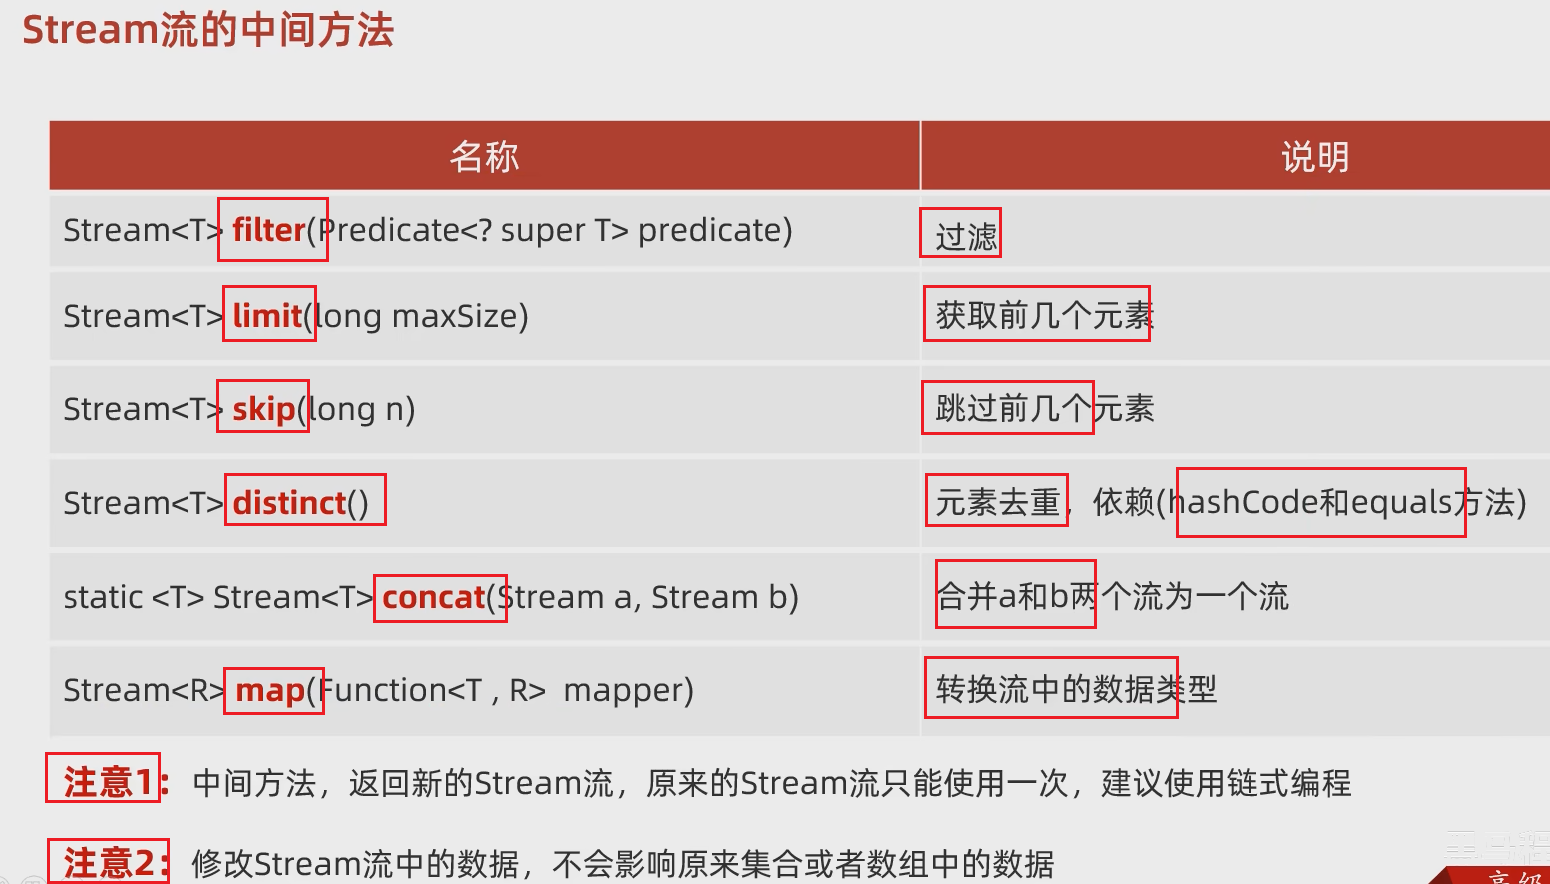 Stream流的中间方法
名称 说明
Stream<T> filter(Predicate<? super T> predicate) 过滤
Stream<T> limit(long maxSize) 获取前几个元素
Stream<T> skip(long n) 跳过前几个元素
Stream<T> distinct() 元素去重，依赖(hashCode和equals方法)
static <T> Stream<T> concat(Stream a, Stream b) 合并a和b两个流为一个流
Stream<R> map(Function<T , R> mapper) 转换流中的数据类型
注意1：中间方法，返回新的Stream流，原来的Stream流只能使用一次，建议使用链式编程
注意2：修改Stream流中的数据，不会影响原来集合或者数组中的数据